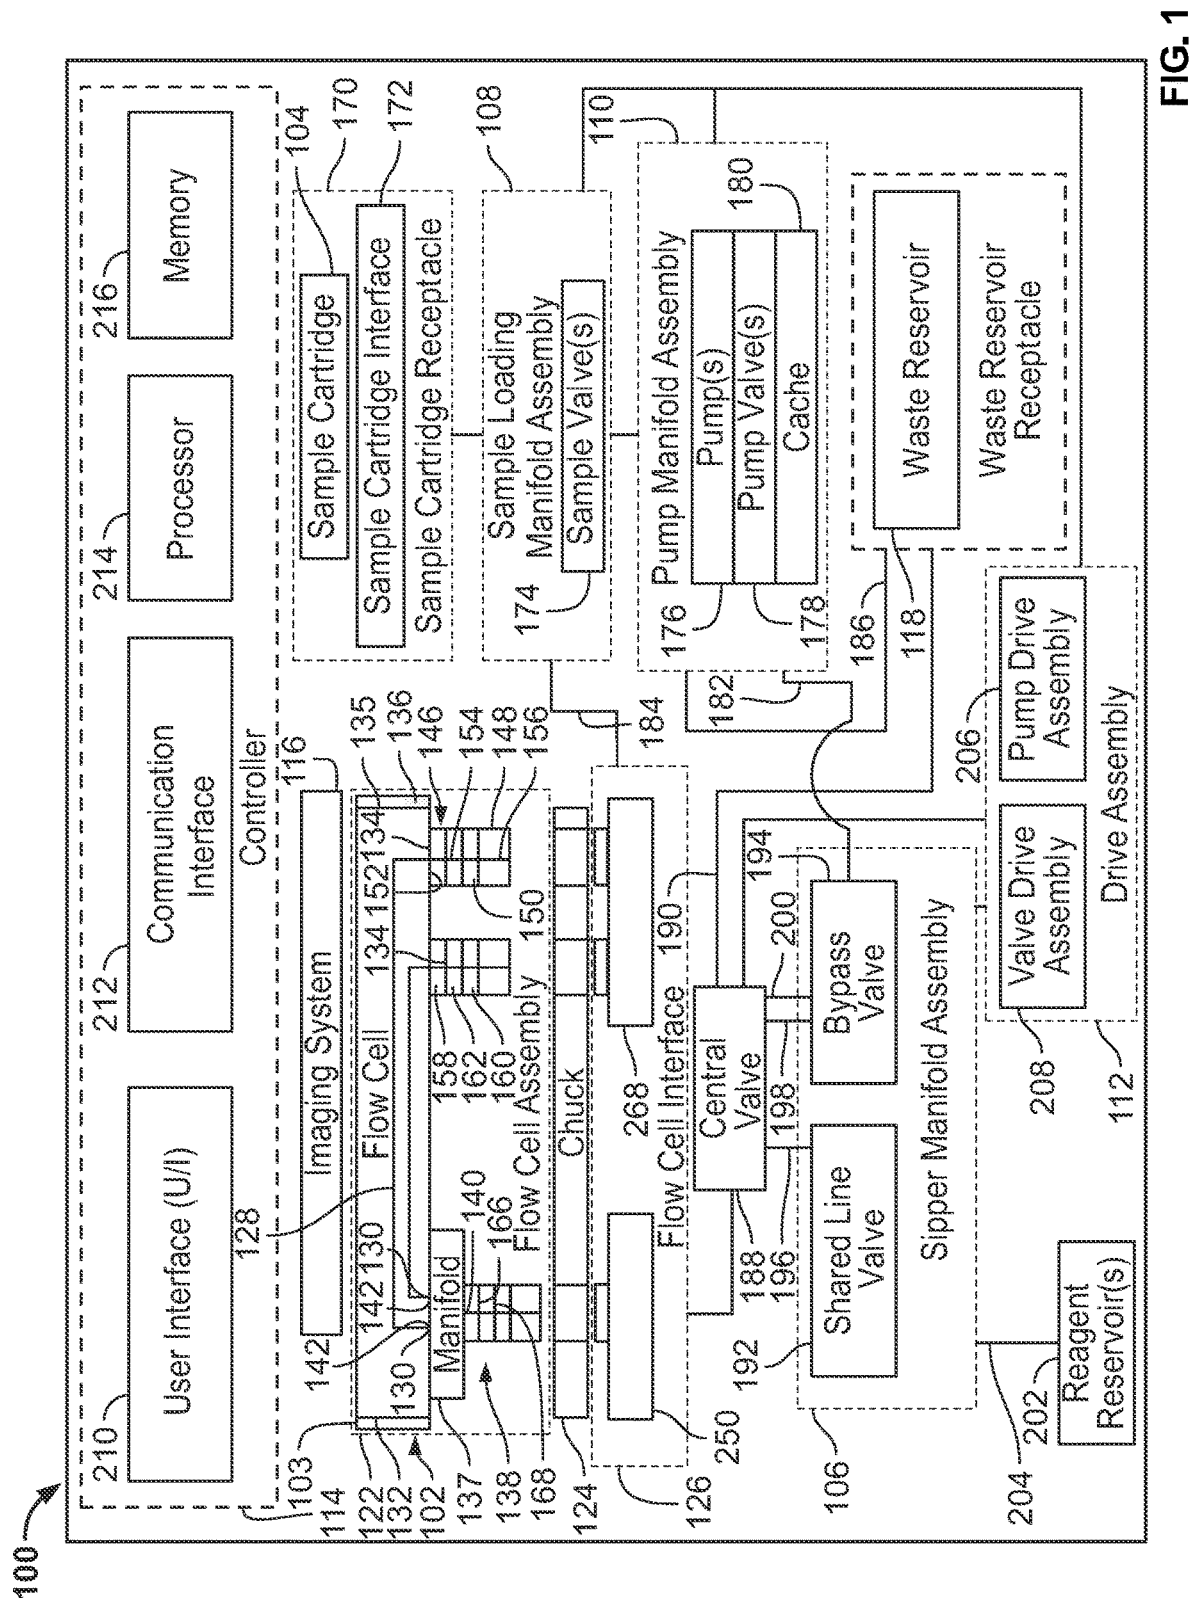 100
FIG. 1
210
User Interface (U/I)
212
Communication
Interface
214
Processor
216
Memory
Controller
114
116
Imaging System
103
122
132
102
Flow Cell
128
142
142
130
130
Manifold
137
138
140
166
168
134
134
152
135
136
146
154
148
156
150
158
162
160
Flow Cell Assembly
124
Chuck
126
250
268
Flow Cell Interface
104
Sample Cartridge
170
172
Sample Cartridge Interface
Sample Cartridge Receptacle
108
Sample Loading
Manifold Assembly
174
Sample Valve(s)
184
110
Pump Manifold Assembly
176
Pump(s)
178
Pump Valve(s)
180
Cache
182
186
118
Waste Reservoir
Waste Reservoir
Receptacle
188
Central
Valve
190
196
198
200
192
Shared Line
Valve
194
Bypass
Valve
Sipper Manifold Assembly
106
202
Reagent
Reservoir(s)
204
206
Pump Drive
Assembly
208
Valve Drive
Assembly
Drive Assembly
112